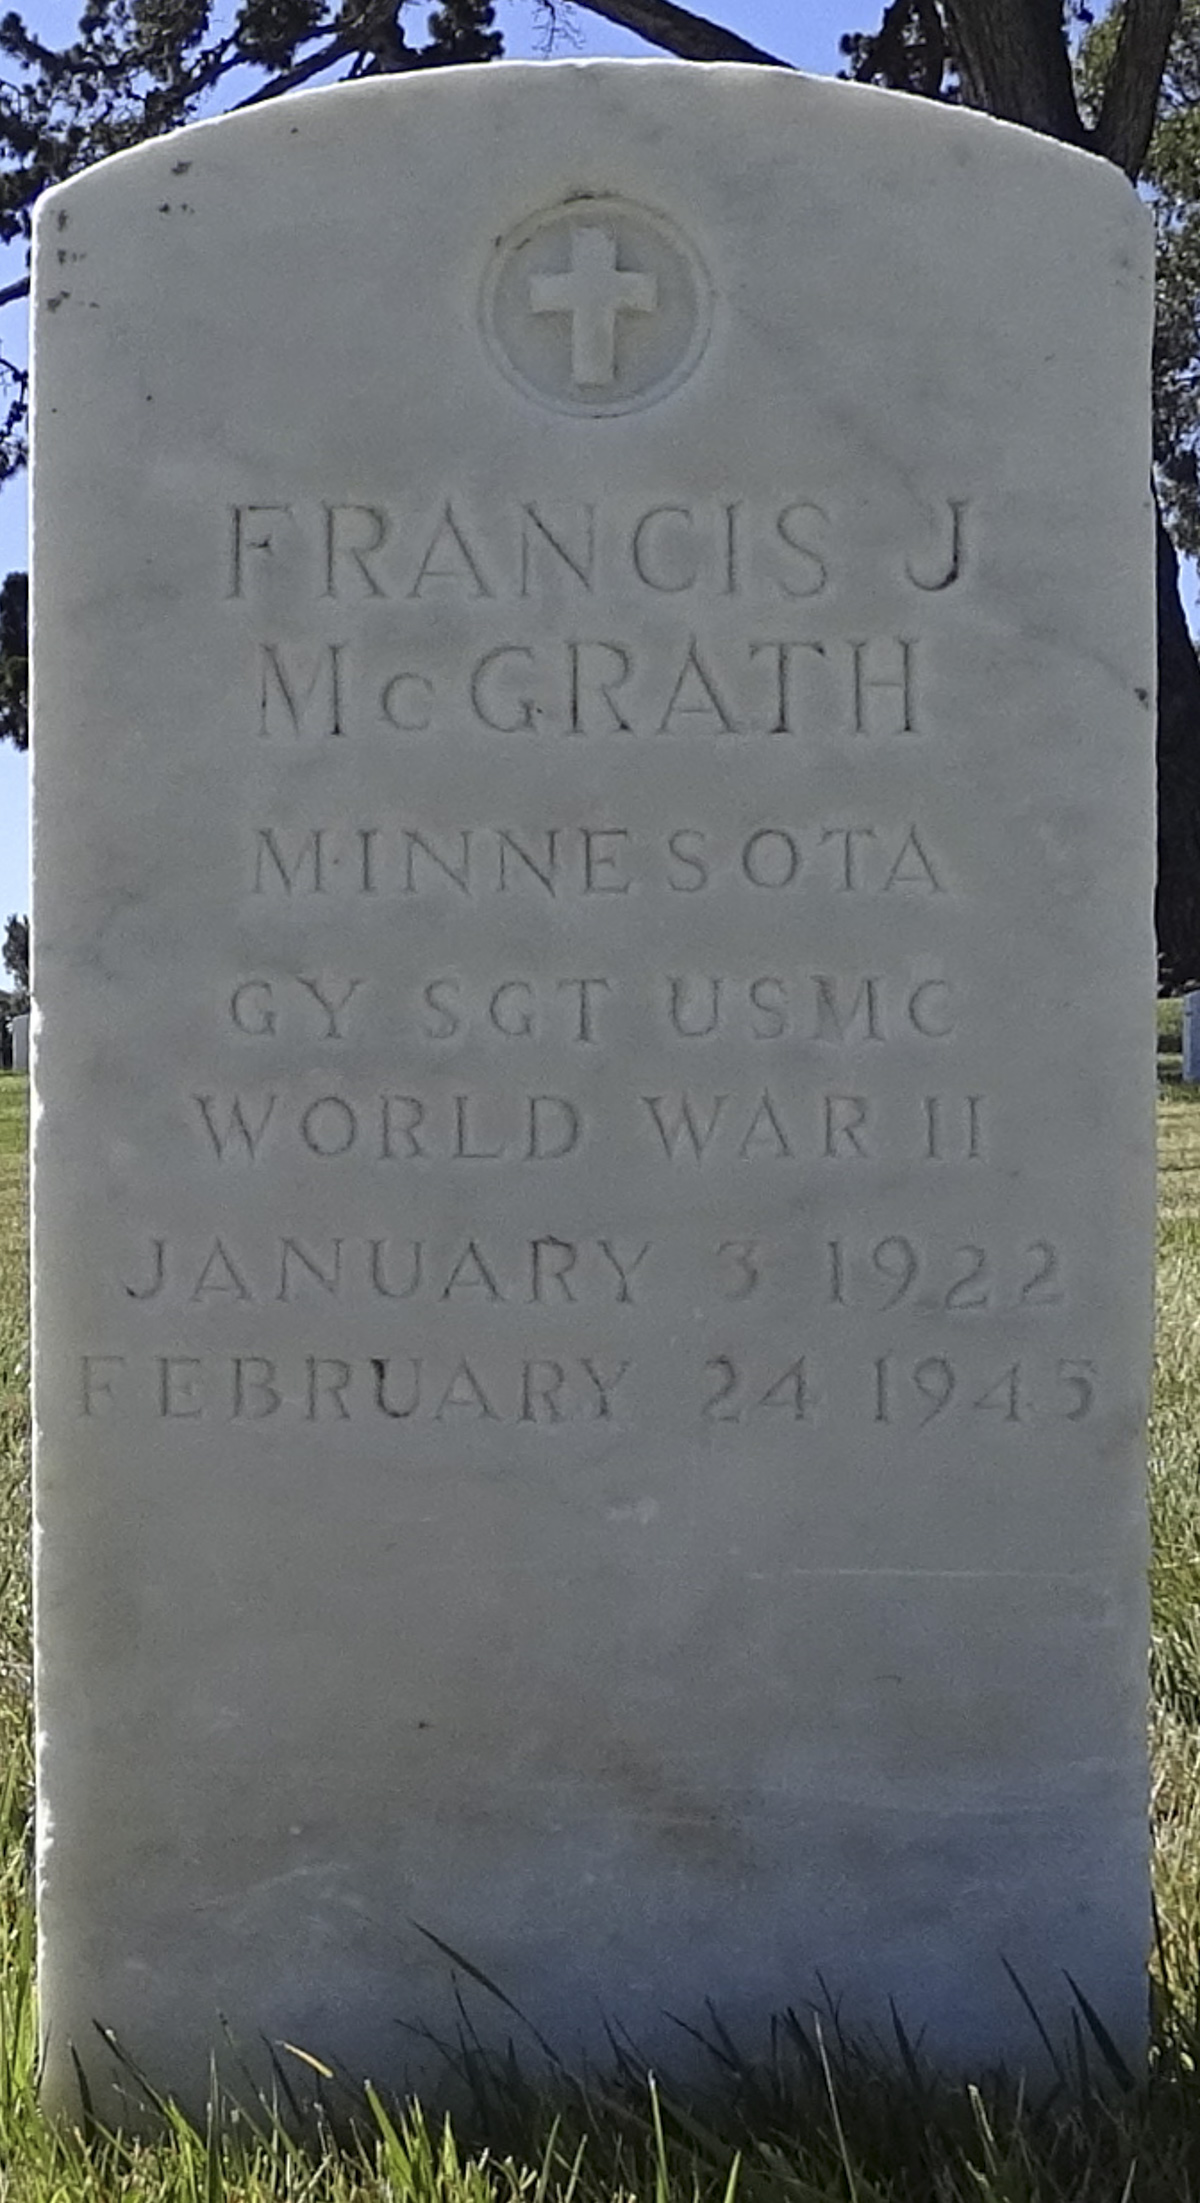 FRANCIS J
McGRATH
MINNESOTA
GY SGT USMC
WORLD WAR II
JANUARY 3 1922
FEBRUARY 24 1945